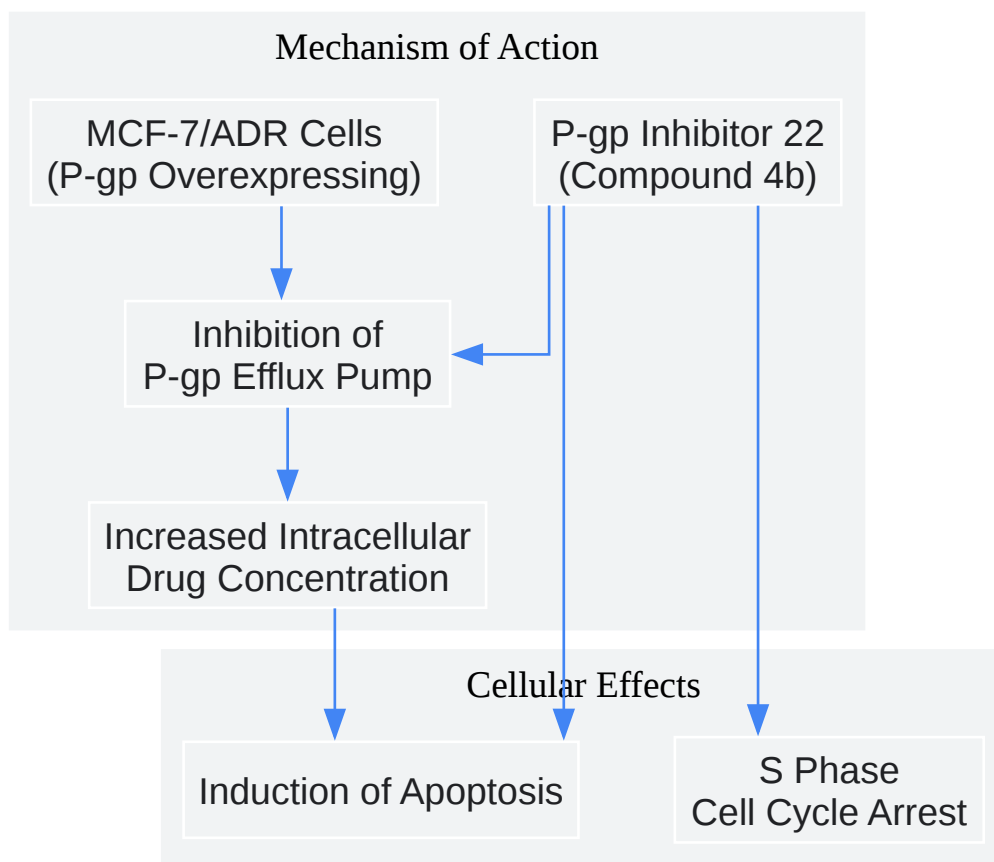 Mechanism of Action
MCF-7/ADR Cells
(P-gp Overexpressing)
P-gp Inhibitor 22
(Compound 4b)
Inhibition of
P-gp Efflux Pump
Increased Intracellular
Drug Concentration
Cellular Effects
Induction of Apoptosis
S Phase
Cell Cycle Arrest